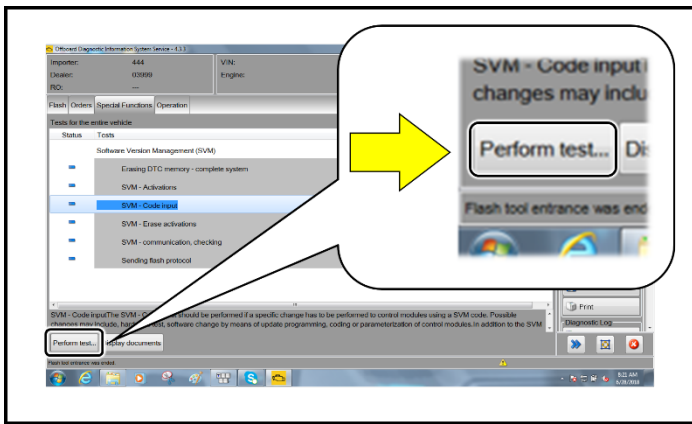 Offboard Diagnostic Information System Service - 4.3.3
Importer: 444 VIN:
Dealer: 03999 Engine:
RO: ---
Flash Orders Special Functions Operation
Tests for the entire vehicle
Status Tests
Software Version Management (SVM)
Erasing DTC memory - complete system
SVM - Activations
SVM - Code input
SVM - Erase activations
SVM - communication, checking
Sending flash protocol
SVM - Code inputThe SVM - should be performed if a specific change has to be performed to control modules using a SVM code. Possible
changes may include, hard test, software change by means of update programming, coding or parameterization of control modules.In addition to the SVM
Perform test... Display documents
Flash tool entrance was ended.
Print
Diagnostic Log
SVM - Code input
changes may inclu
Perform test... Di
Flash tool entrance was end